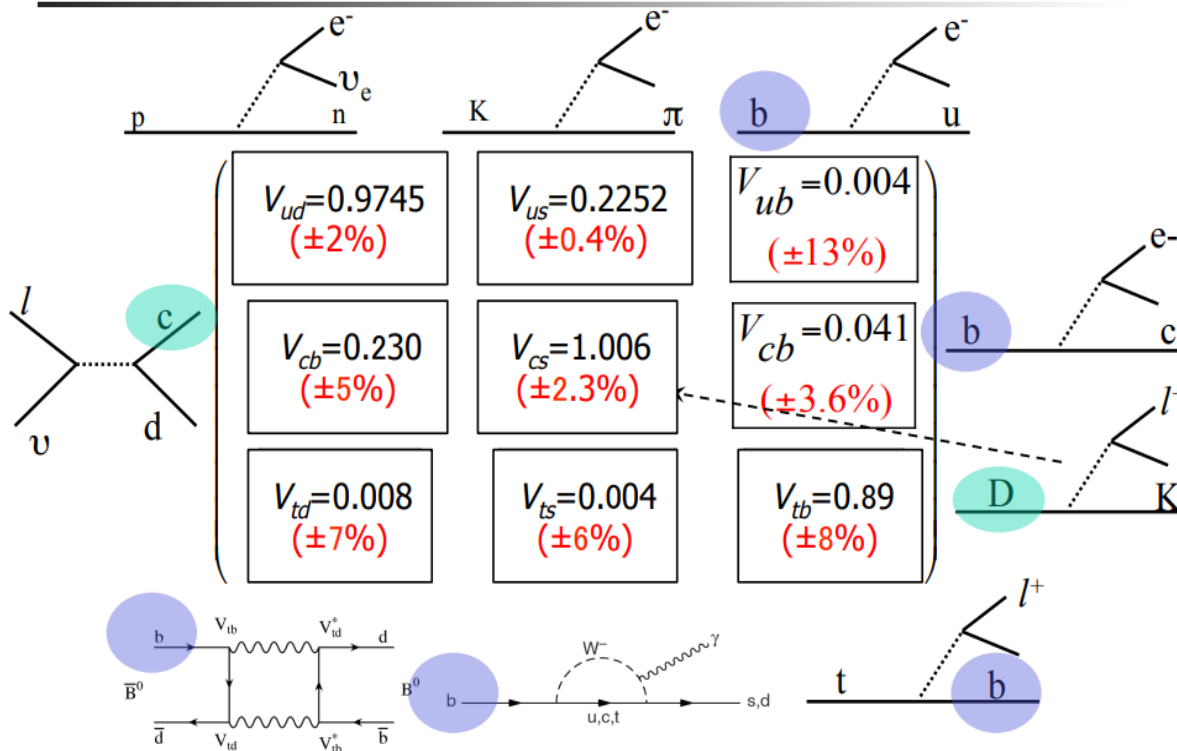 e-
υe
p
n
e-
K
π
e-
b
u
Vud=0.9745
(±2%)
Vus=0.2252
(±0.4%)
Vub=0.004
(±13%)
l
c
υ
d
Vcb=0.230
(±5%)
Vcs=1.006
(±2.3%)
Vcb=0.041
(±3.6%)
e-
b
c
l
D
K
Vtd=0.008
(±7%)
Vts=0.004
(±6%)
Vtb=0.89
(±8%)
b
Vtb
V*td
d
B̅0
B0
d̅
Vtd
V*tb
b̅
W−
γ
b
u,c,t
s,d
l+
t
b